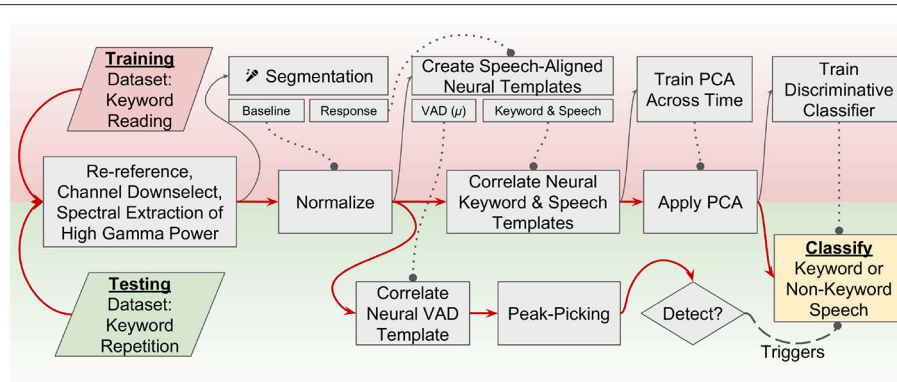 Training
Dataset:
Keyword
Reading
Segmentation
Baseline
Response
Create Speech-Aligned
Neural Templates
VAD (μ)
Keyword & Speech
Train PCA
Across Time
Train
Discriminative
Classifier
Re-reference,
Channel Downselect,
Spectral Extraction of
High Gamma Power
Normalize
Correlate Neural
Keyword & Speech
Templates
Apply PCA
Classify
Keyword or
Non-Keyword
Speech
Testing
Dataset:
Keyword
Repetition
Correlate
Neural VAD
Template
Peak-Picking
Detect?
Triggers